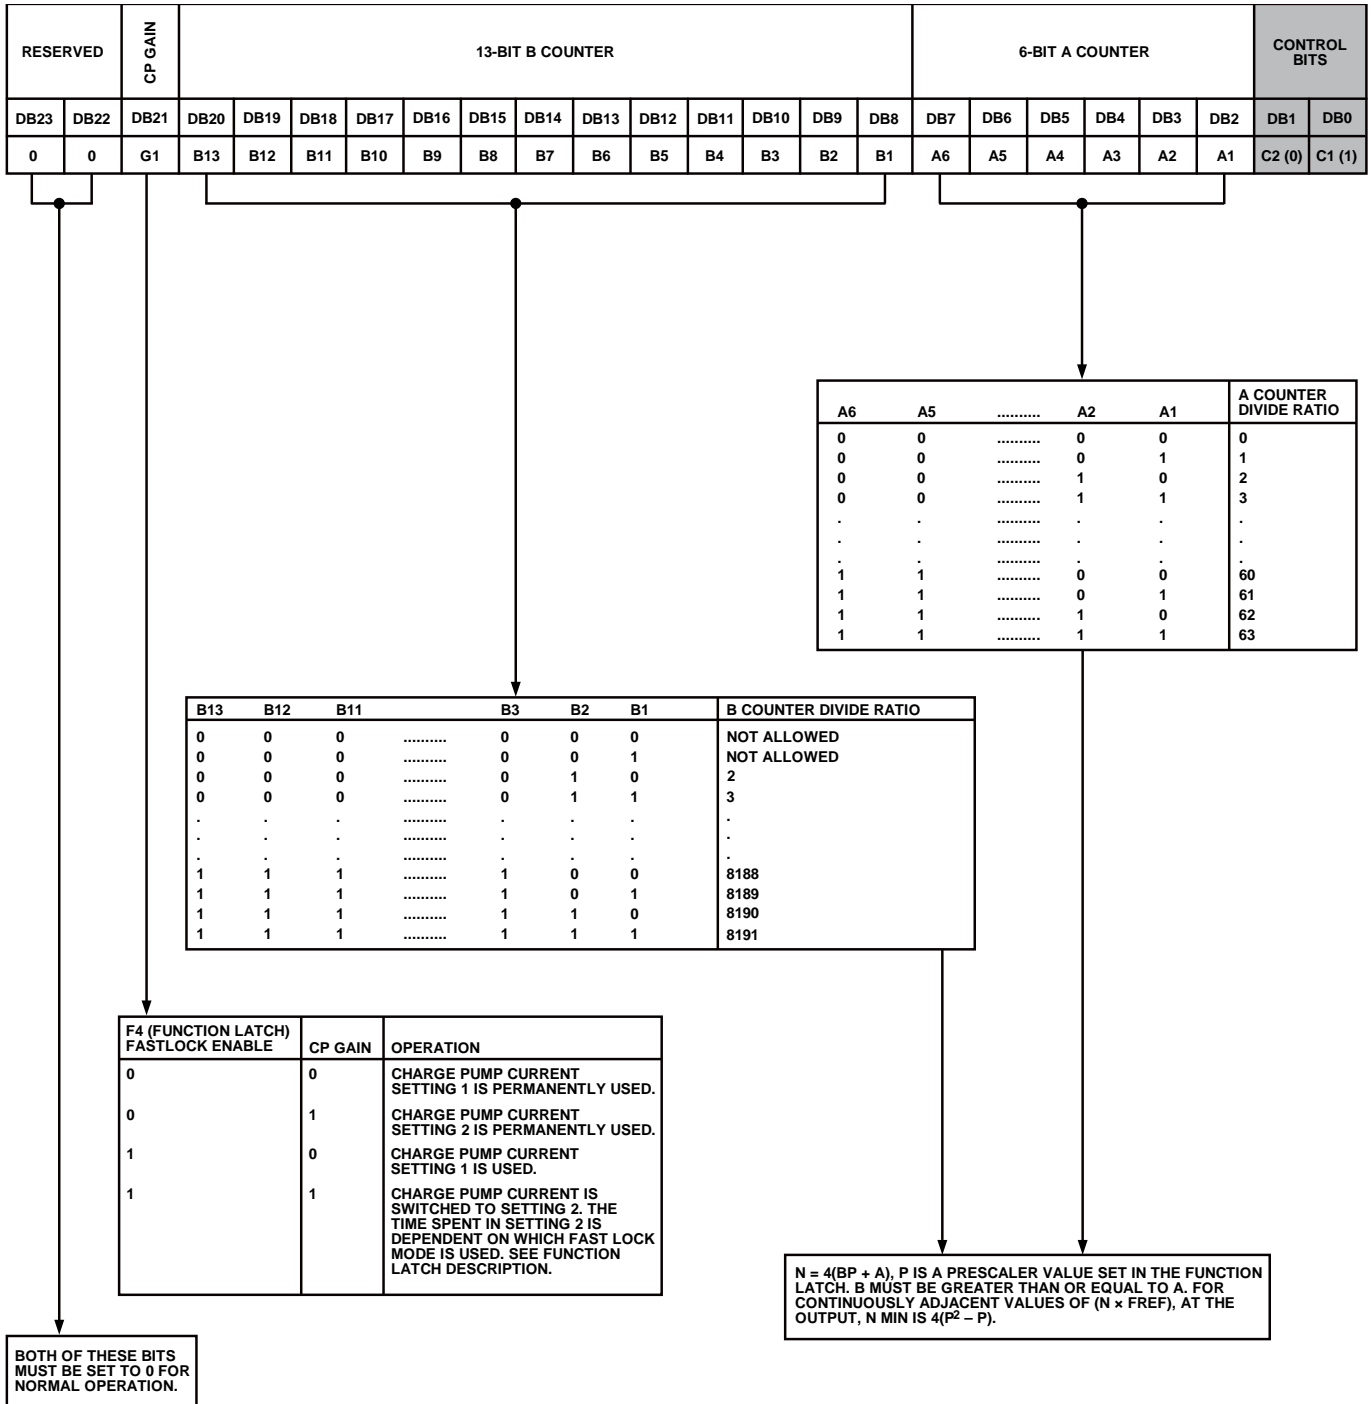 RESERVED CP GAIN 13-BIT B COUNTER 6-BIT A COUNTER CONTROL
BITS
DB23 DB22 DB21 DB20 DB19 DB18 DB17 DB16 DB15 DB14 DB13 DB12 DB11 DB10 DB9 DB8 DB7 DB6 DB5 DB4 DB3 DB2 DB1 DB0
0 0 G1 B13 B12 B11 B10 B9 B8 B7 B6 B5 B4 B3 B2 B1 A6 A5 A4 A3 A2 A1 C2 (0) C1 (1)
A6 A5 .......... A2 A1 A COUNTER
DIVIDE RATIO
0 0 .......... 0 0 0
0 0 .......... 0 1 1
0 0 .......... 1 0 2
0 0 .......... 1 1 3
. . .......... . . .
. . .......... . . .
. . .......... . . .
1 1 .......... 0 0 60
1 1 .......... 0 1 61
1 1 .......... 1 0 62
1 1 .......... 1 1 63
B13 B12 B11 B3 B2 B1 B COUNTER DIVIDE RATIO
0 0 0 .......... 0 0 0 NOT ALLOWED
0 0 0 .......... 0 0 1 NOT ALLOWED
0 0 0 .......... 0 1 0 2
0 0 0 .......... 0 1 1 3
. . . .......... . . . .
. . . .......... . . . .
. . . .......... . . . .
1 1 1 .......... 1 0 0 8188
1 1 1 .......... 1 0 1 8189
1 1 1 .......... 1 1 0 8190
1 1 1 .......... 1 1 1 8191
F4 (FUNCTION LATCH)
FASTLOCK ENABLE CP GAIN OPERATION
0 0 CHARGE PUMP CURRENT
SETTING 1 IS PERMANENTLY USED.
0 1 CHARGE PUMP CURRENT
SETTING 2 IS PERMANENTLY USED.
1 0 CHARGE PUMP CURRENT
SETTING 1 IS USED.
1 1 CHARGE PUMP CURRENT IS
SWITCHED TO SETTING 2. THE
TIME SPENT IN SETTING 2 IS
DEPENDENT ON WHICH FAST LOCK
MODE IS USED. SEE FUNCTION
LATCH DESCRIPTION.
N = 4(BP + A), P IS A PRESCALER VALUE SET IN THE FUNCTION
LATCH. B MUST BE GREATER THAN OR EQUAL TO A. FOR
CONTINUOUSLY ADJACENT VALUES OF (N × FREF), AT THE
OUTPUT, N MIN IS 4(P² – P).
BOTH OF THESE BITS
MUST BE SET TO 0 FOR
NORMAL OPERATION.